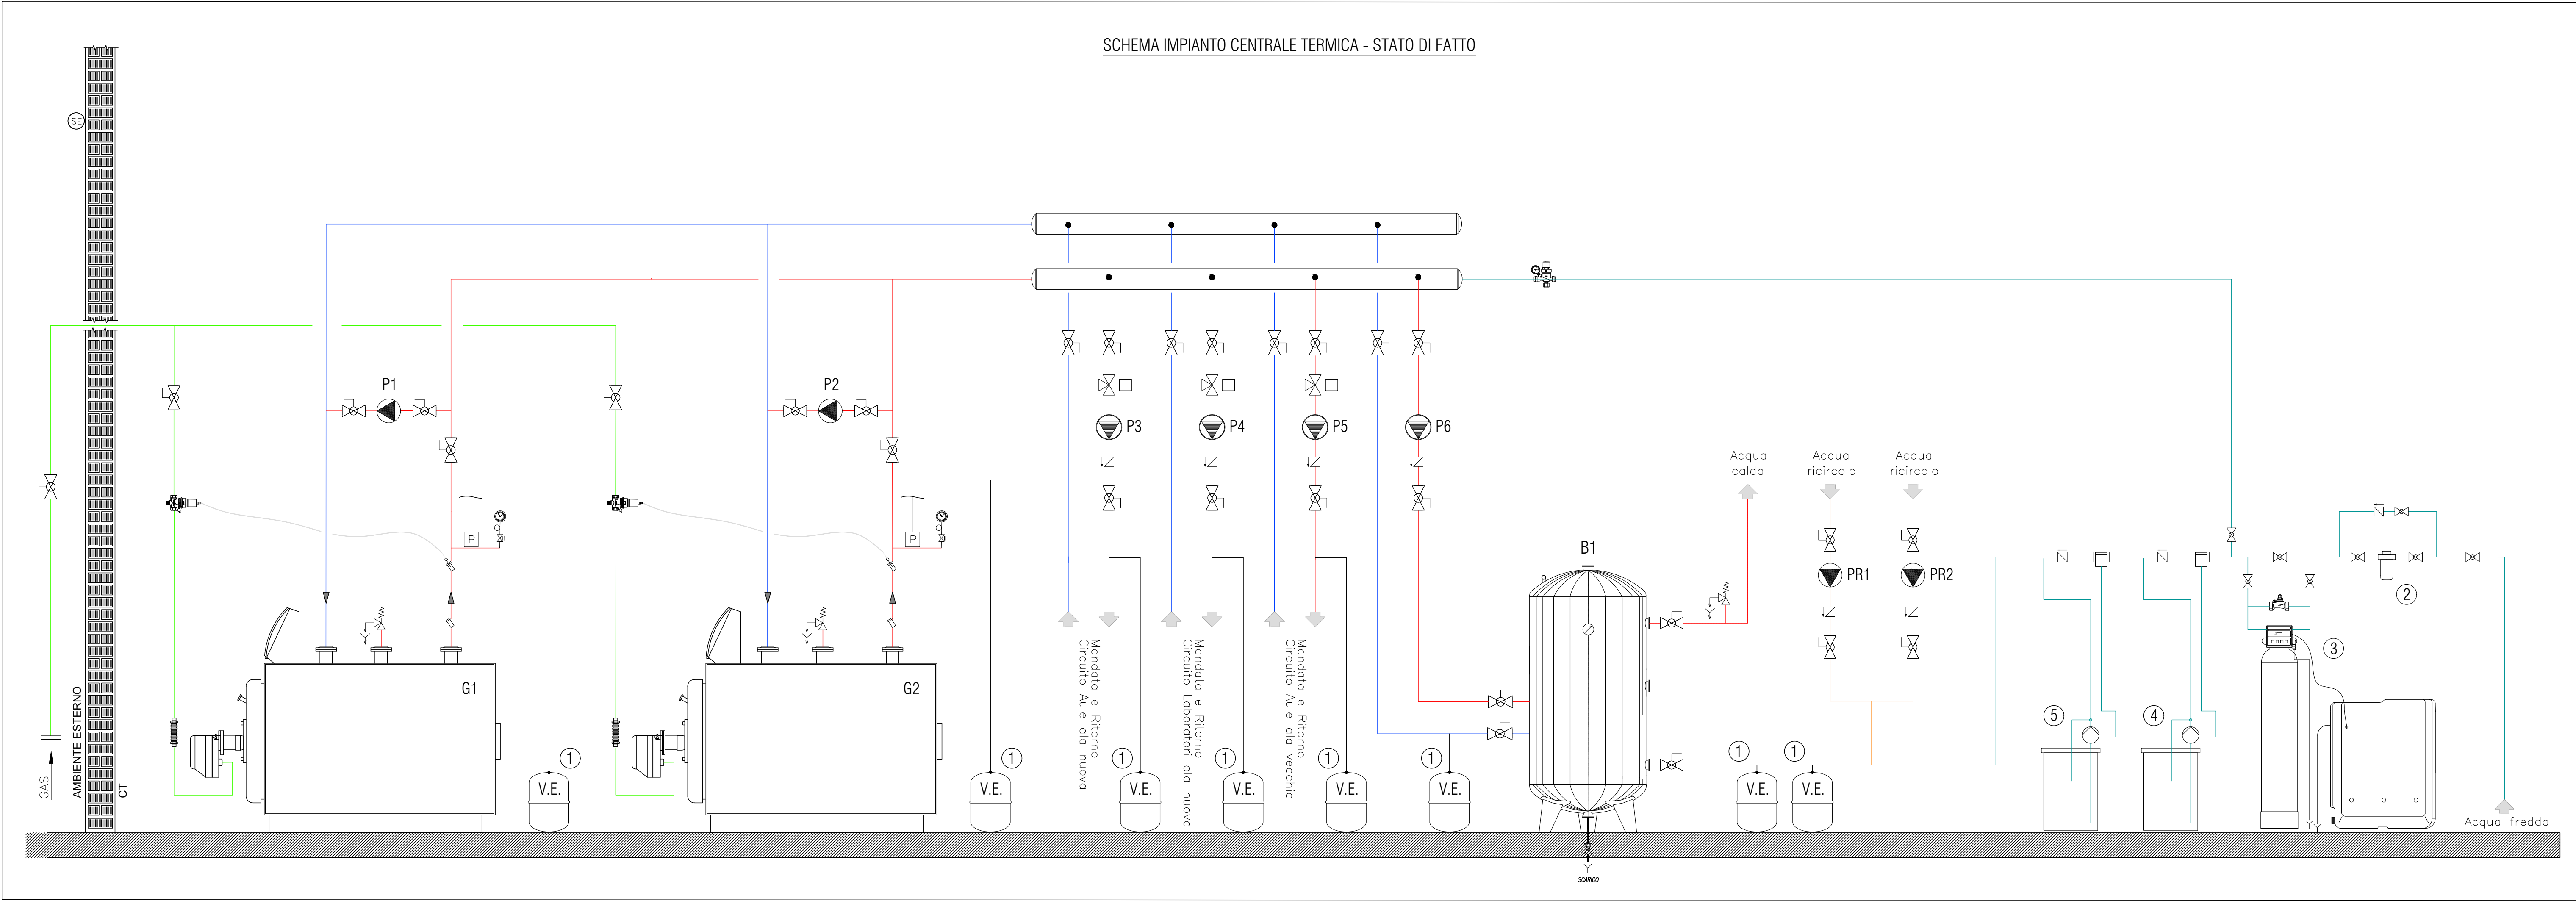 SCHEMA IMPIANTO CENTRALE TERMICA - STATO DI FATTO
SE
P1
P2
P3
P4
P5
P6
P
P
Acqua
calda
Acqua
ricircolo
Acqua
ricircolo
B1
PR1
PR2
2
3
G1
G2
Mandata e Ritorno
Circuito Aule ala nuova
Mandata e Ritorno
Circuito Laboratori ala nuova
Mandata e Ritorno
Circuito Aule ala vecchia
5
4
1
1
1
1
1
1
1
1
V.E.
V.E.
V.E.
V.E.
V.E.
V.E.
V.E.
V.E.
GAS
AMBIENTE ESTERNO
CT
Acqua fredda
SCARICO